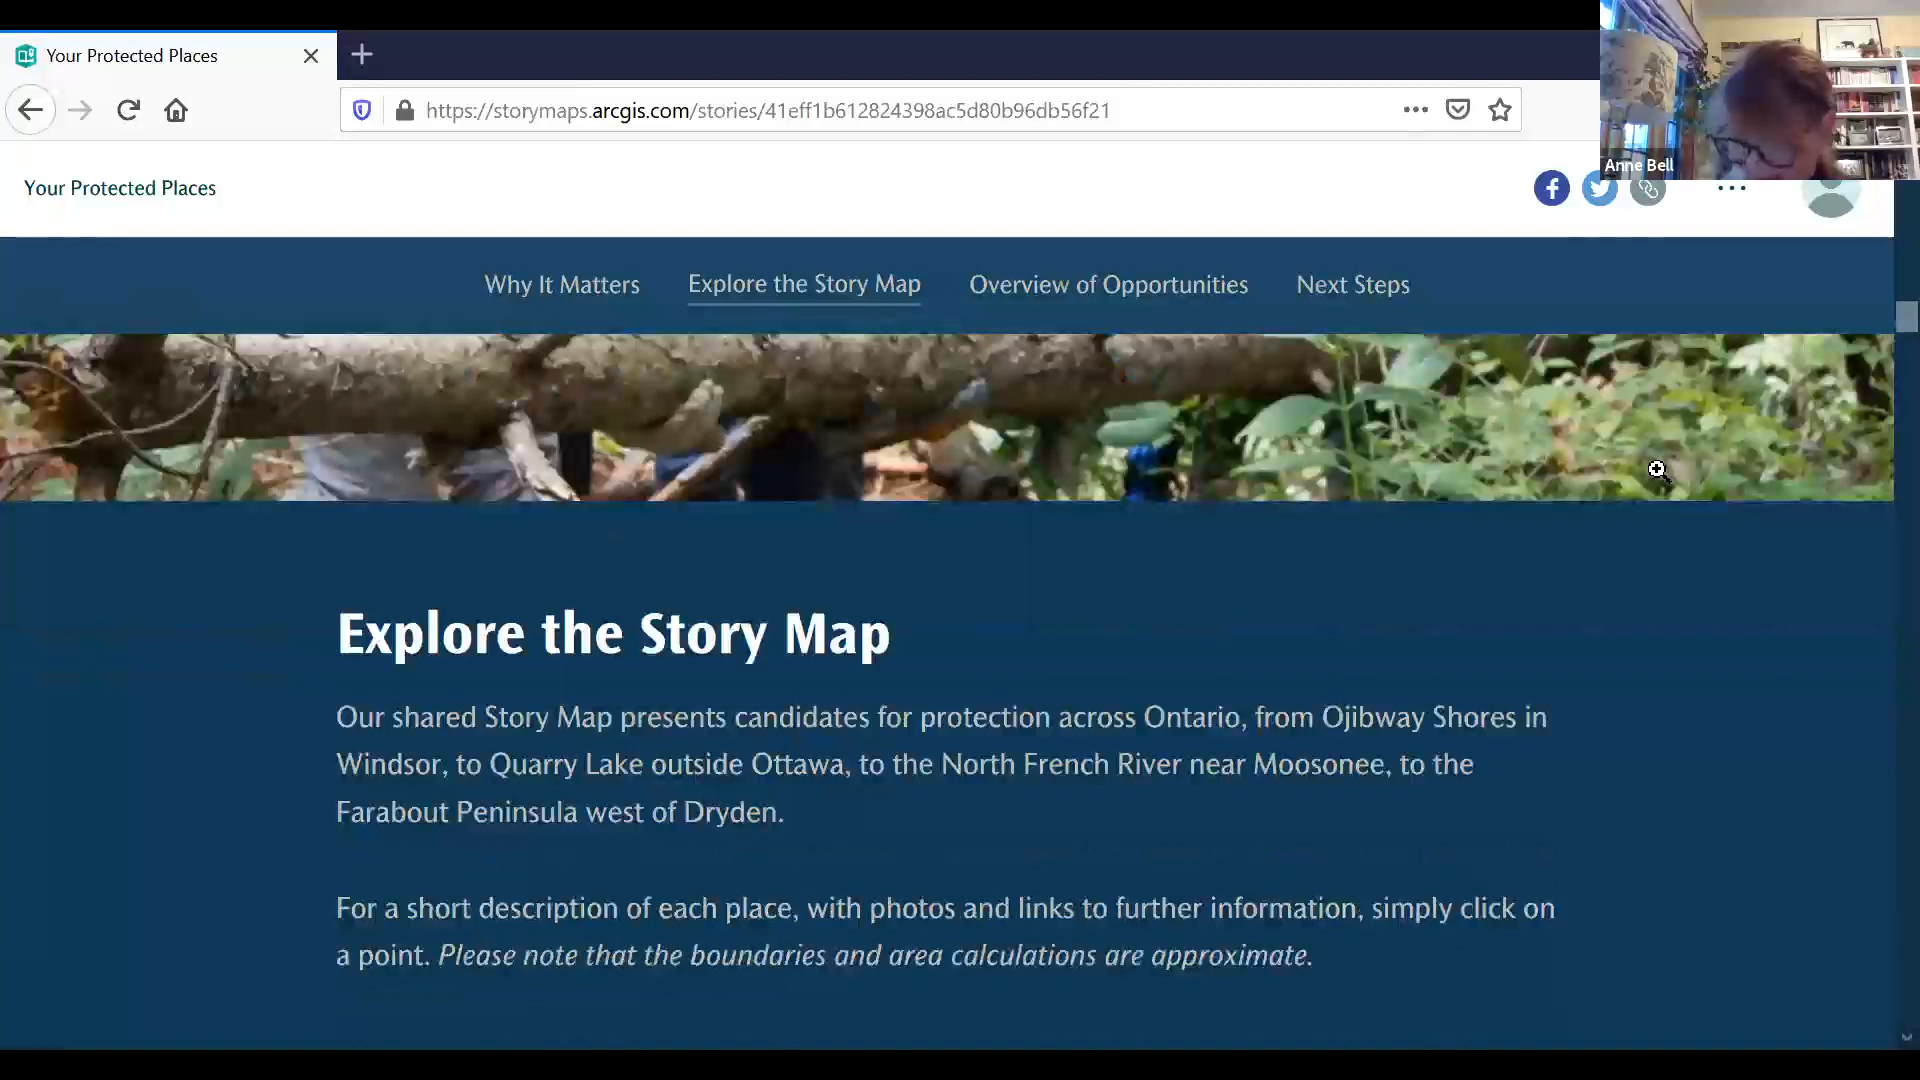 Your Protected Places
https://storymaps.arcgis.com/stories/41eff1b612824398ac5d80b96db56f21
Anne Bell
Your Protected Places
Why It Matters
Explore the Story Map
Overview of Opportunities
Next Steps
Explore the Story Map
Our shared Story Map presents candidates for protection across Ontario, from Ojibway Shores in
Windsor, to Quarry Lake outside Ottawa, to the North French River near Moosonee, to the
Farabout Peninsula west of Dryden.
For a short description of each place, with photos and links to further information, simply click on
a point. Please note that the boundaries and area calculations are approximate.